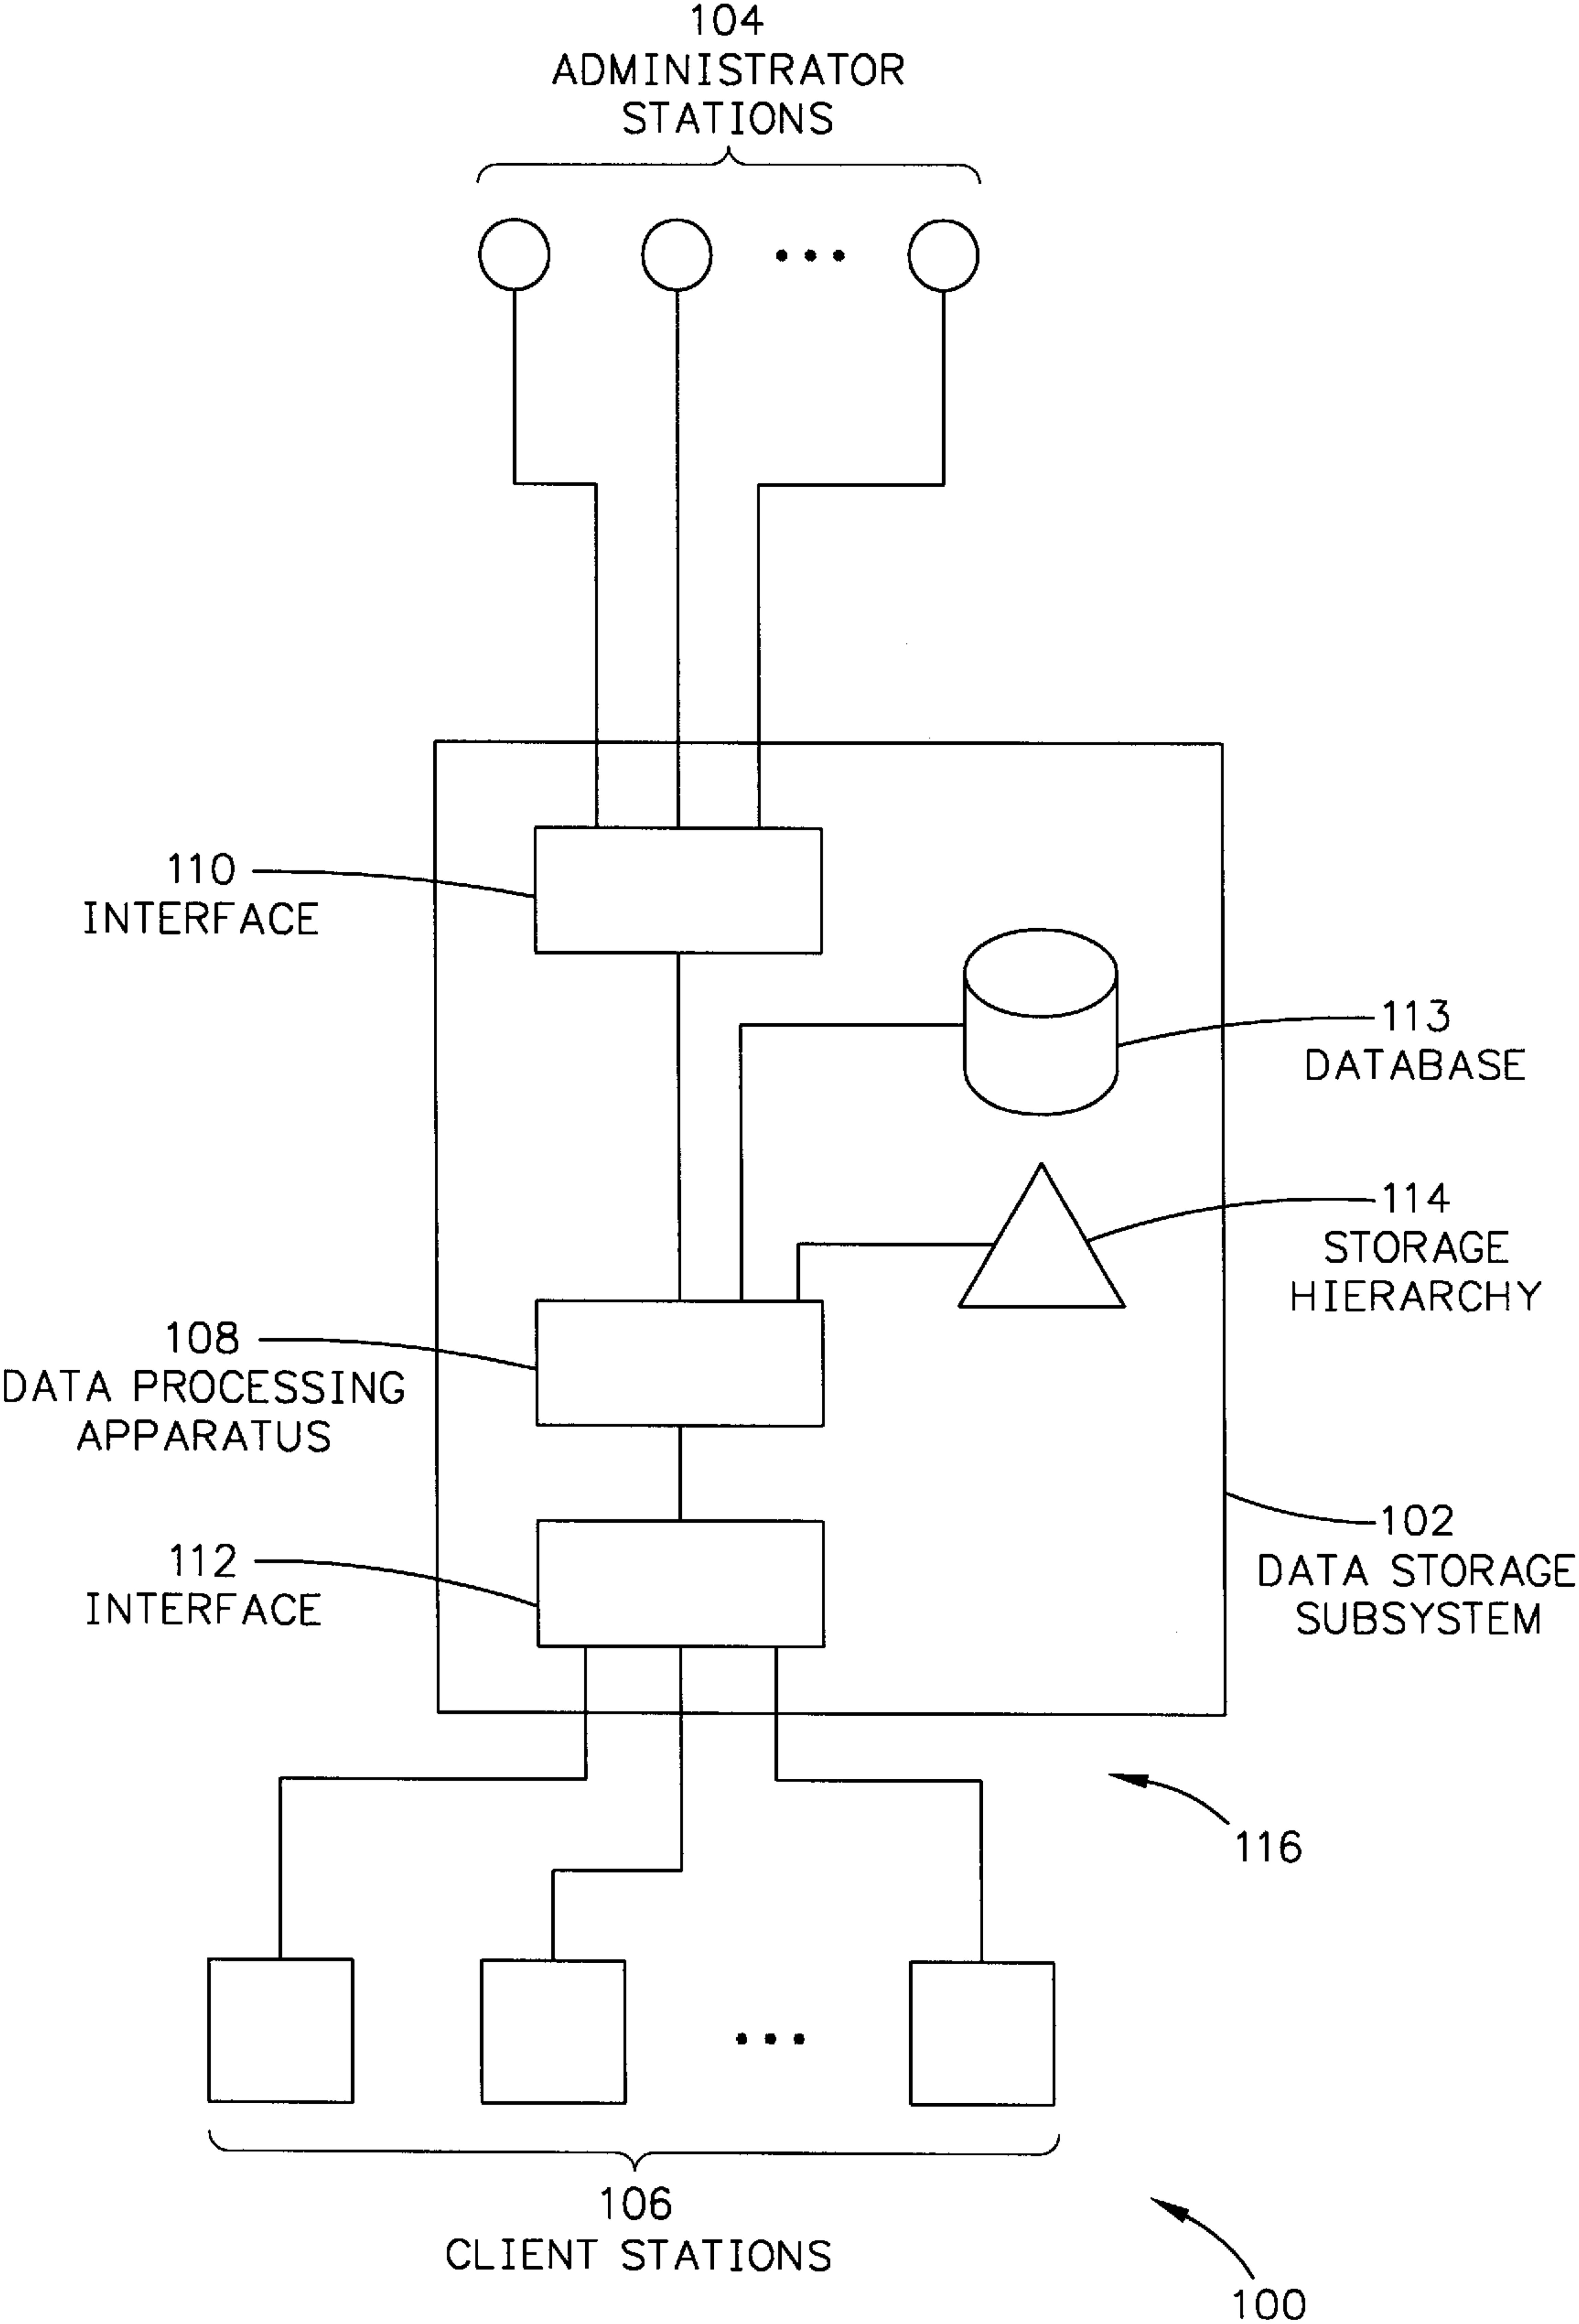 104
ADMINISTRATOR
STATIONS
110
INTERFACE
113
DATABASE
114
STORAGE
HIERARCHY
108
DATA PROCESSING
APPARATUS
102
DATA STORAGE
SUBSYSTEM
112
INTERFACE
116
106
CLIENT STATIONS
100